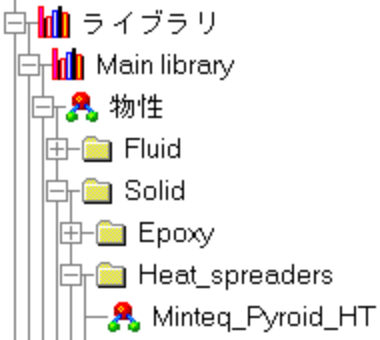 ライブラリ
Main library
物性
Fluid
Solid
Epoxy
Heat_spreaders
Minteq_Pyroid_HT